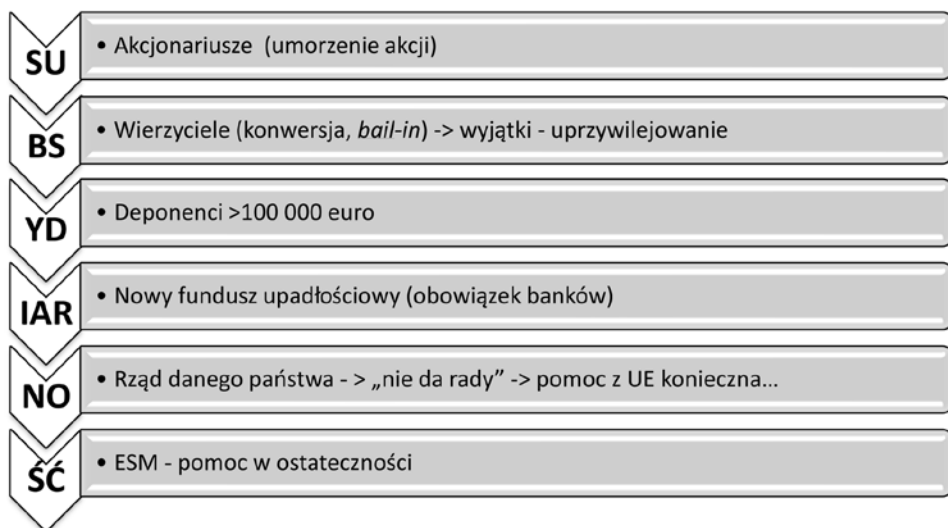 SU
• Akcjonariusze (umorzenie akcji)
BS
• Wierzyciele (konwersja, bail-in) -> wyjątki - uprzywilejowanie
YD
• Deponenci >100 000 euro
IAR
• Nowy fundusz upadłościowy (obowiązek banków)
NO
• Rząd danego państwa - > „nie da rady” -> pomoc z UE konieczna...
ŚĆ
• ESM - pomoc w ostateczności